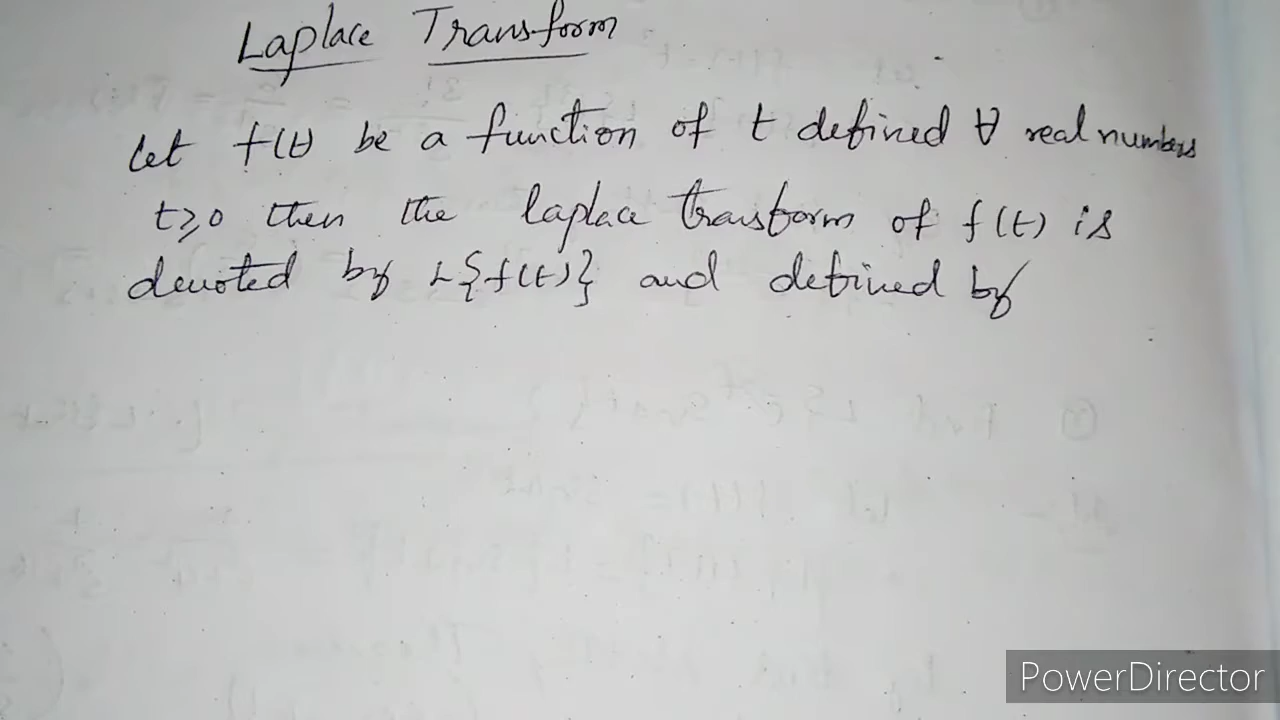 Laplace Transform
Let f(t) be a function of t defined ∀ real numbers
t≥0 then the laplace transform of f(t) is
denoted by L{f(t)} and defined by
PowerDirector